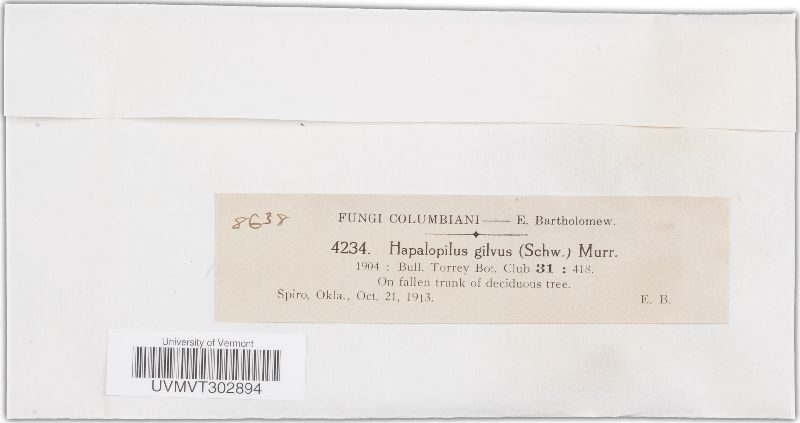 8638
FUNGI COLUMBIANI—— E. Bartholomew.
4234. Hapalopilus gilvus (Schw.) Murr.
1904 : Bull. Torrey Bot. Club 31 : 418.
On fallen trunk of deciduous tree.
Spiro, Okla., Oct. 21, 1913. E. B.
University of Vermont
UVMVT302894